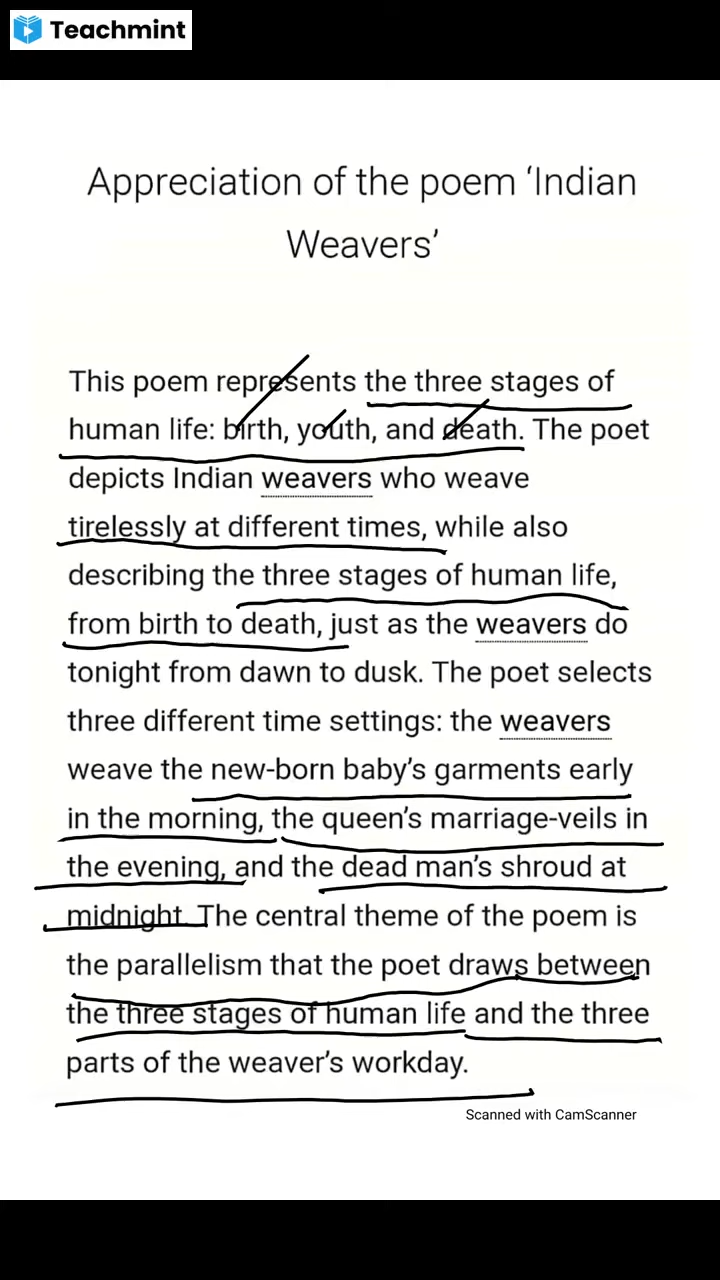 Teachmint
Appreciation of the poem ‘Indian
Weavers’
This poem represents the three stages of
human life: birth, youth, and death. The poet
depicts Indian weavers who weave
tirelessly at different times, while also
describing the three stages of human life,
from birth to death, just as the weavers do
tonight from dawn to dusk. The poet selects
three different time settings: the weavers
weave the new-born baby’s garments early
in the morning, the queen’s marriage-veils in
the evening, and the dead man’s shroud at
midnight. The central theme of the poem is
the parallelism that the poet draws between
the three stages of human life and the three
parts of the weaver’s workday.
Scanned with CamScanner